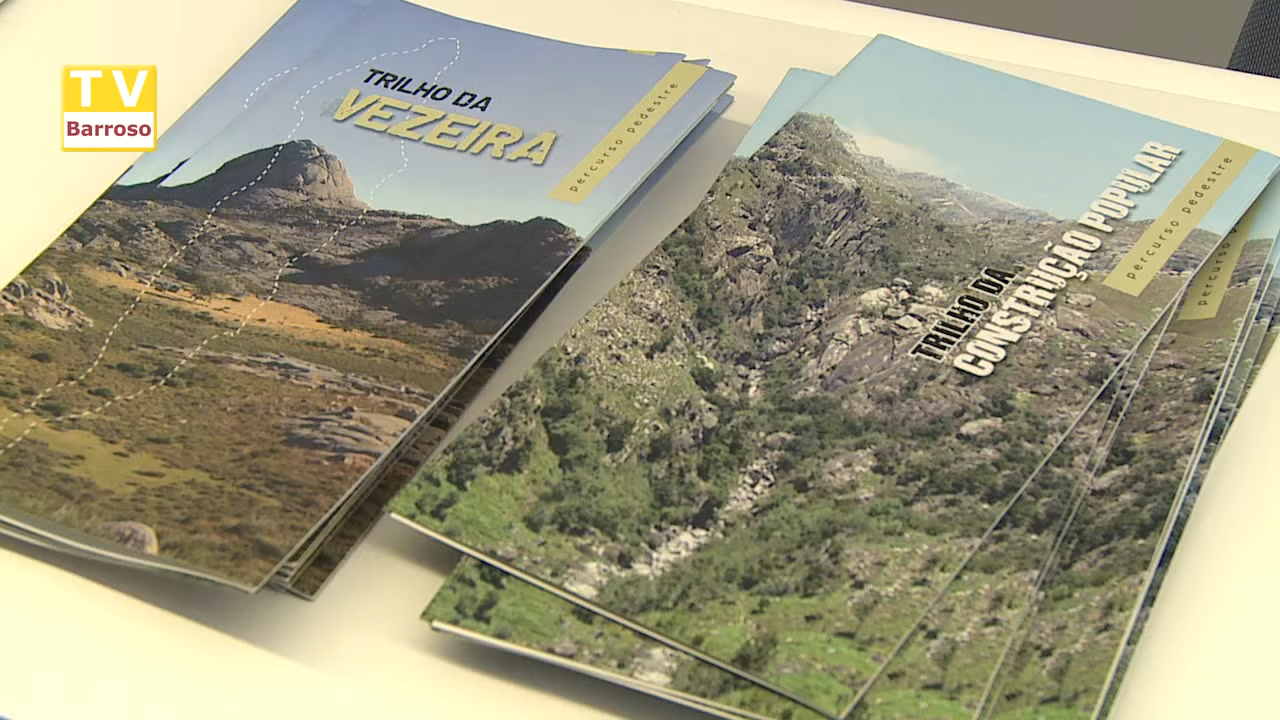 TV
Barroso
TRILHO DA
VEZEIRA
percurso pedestre
TRILHO DA
CONSTRUÇÃO POPULAR
percurso pedestre
percurso